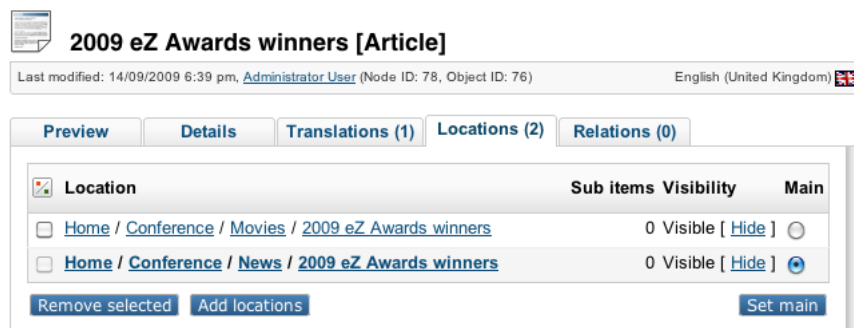 2009 eZ Awards winners [Article]
Last modified: 14/09/2009 6:39 pm, Administrator User (Node ID: 78, Object ID: 76) English (United Kingdom)
Preview Details Translations (1) Locations (2) Relations (0)
Location Sub items Visibility Main
Home / Conference / Movies / 2009 eZ Awards winners 0 Visible [ Hide ]
Home / Conference / News / 2009 eZ Awards winners 0 Visible [ Hide ]
Remove selected Add locations Set main